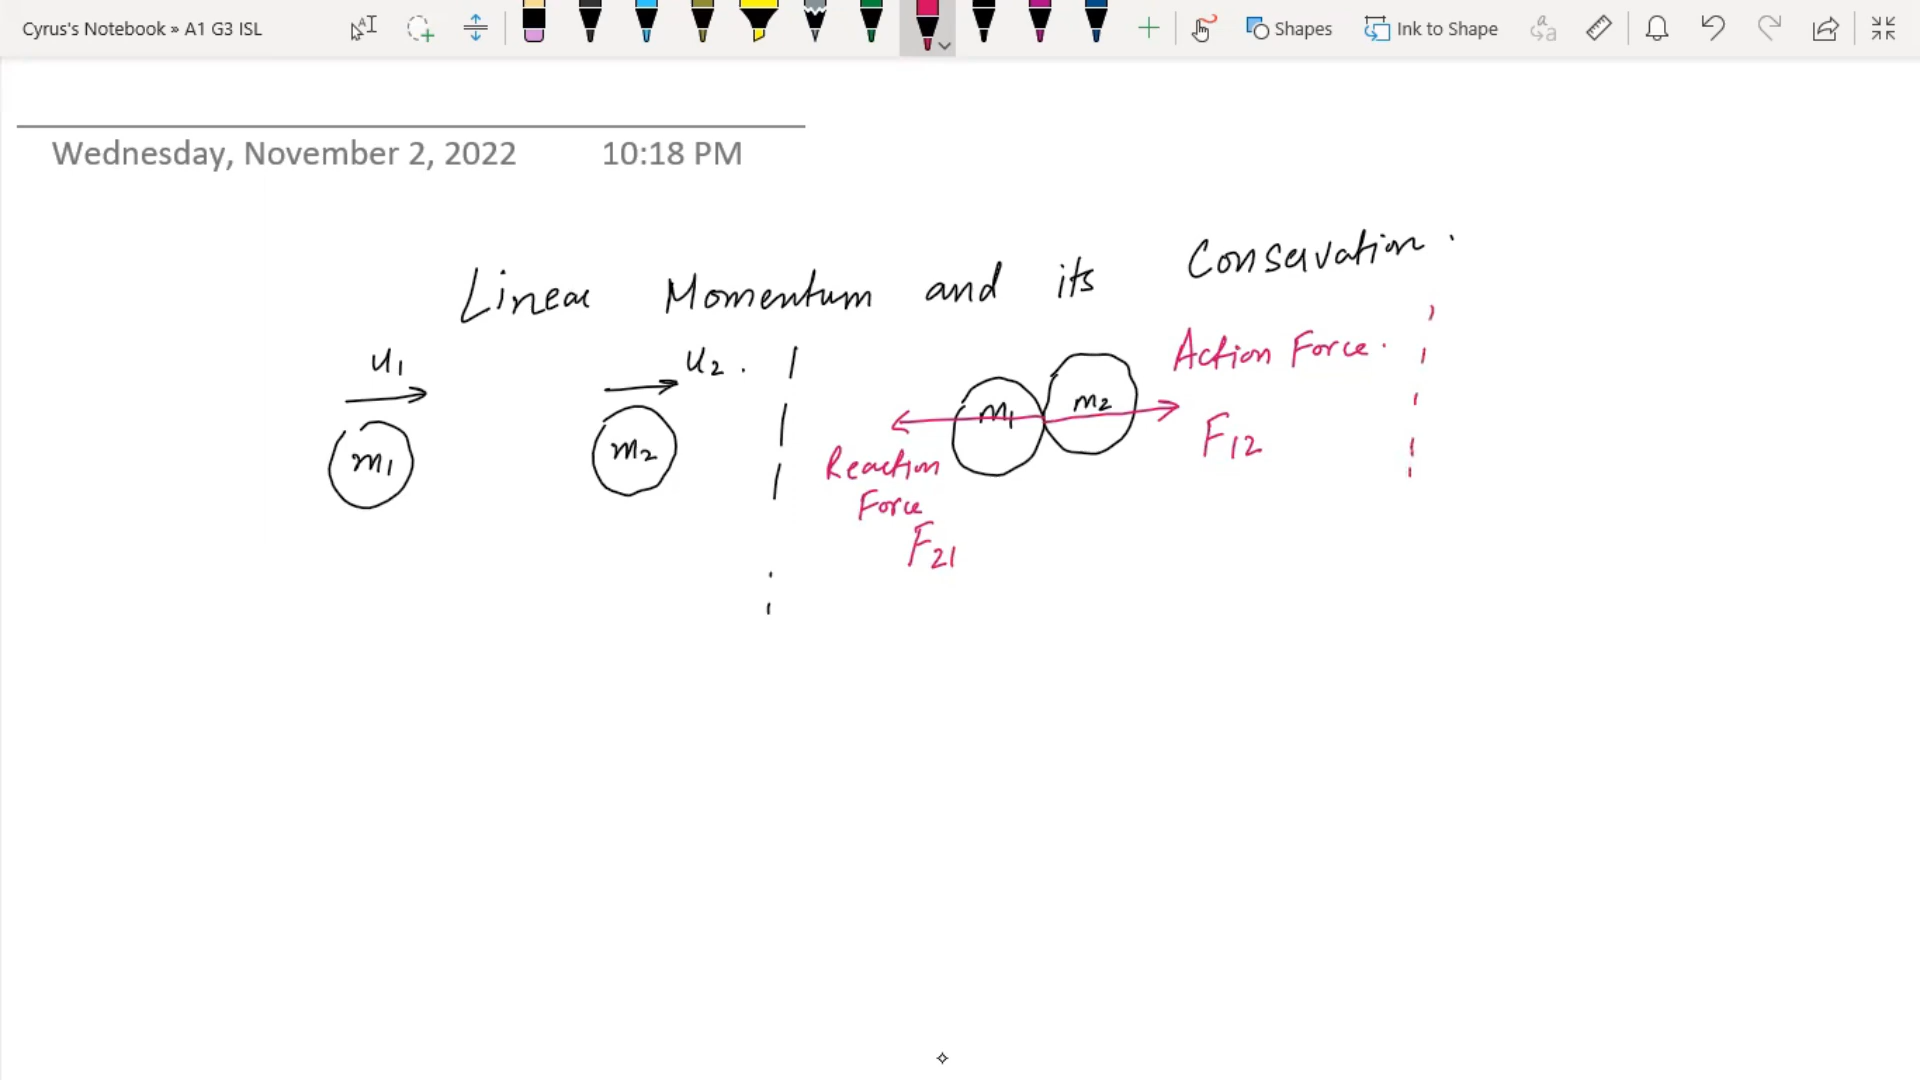 Cyrus's Notebook » A1 G3 ISL
Shapes
Ink to Shape
Wednesday, November 2, 2022 10:18 PM
Linear Momentum and its Conservation.
u1
u2.
m1
m2
m1
m2
Action Force.
F12
Reaction
Force
F21